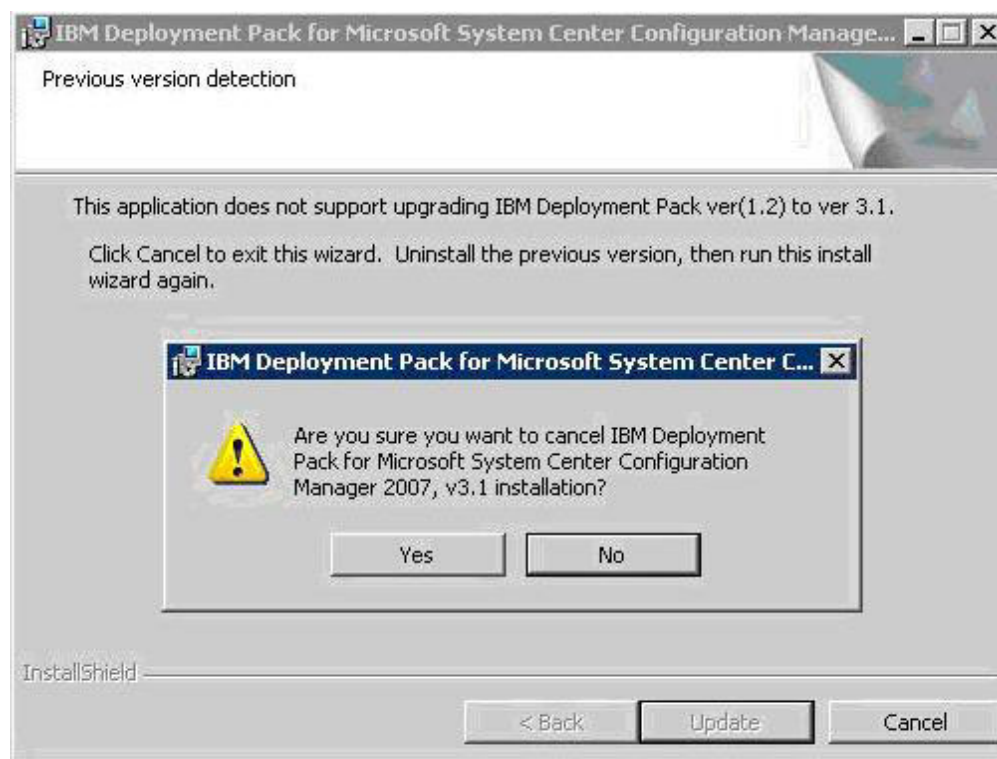 IBM Deployment Pack for Microsoft System Center Configuration Manage...
Previous version detection
This application does not support upgrading IBM Deployment Pack ver(1.2) to ver 3.1.
Click Cancel to exit this wizard. Uninstall the previous version, then run this install
wizard again.
IBM Deployment Pack for Microsoft System Center C...
Are you sure you want to cancel IBM Deployment
Pack for Microsoft System Center Configuration
Manager 2007, v3.1 installation?
Yes
No
InstallShield
< Back
Update
Cancel